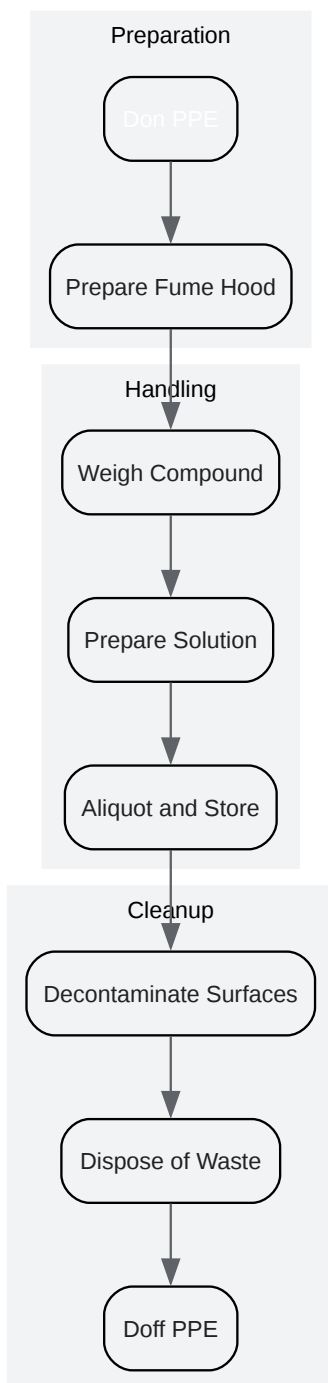 Preparation
Don PPE
Prepare Fume Hood
Handling
Weigh Compound
Prepare Solution
Aliquot and Store
Cleanup
Decontaminate Surfaces
Dispose of Waste
Doff PPE